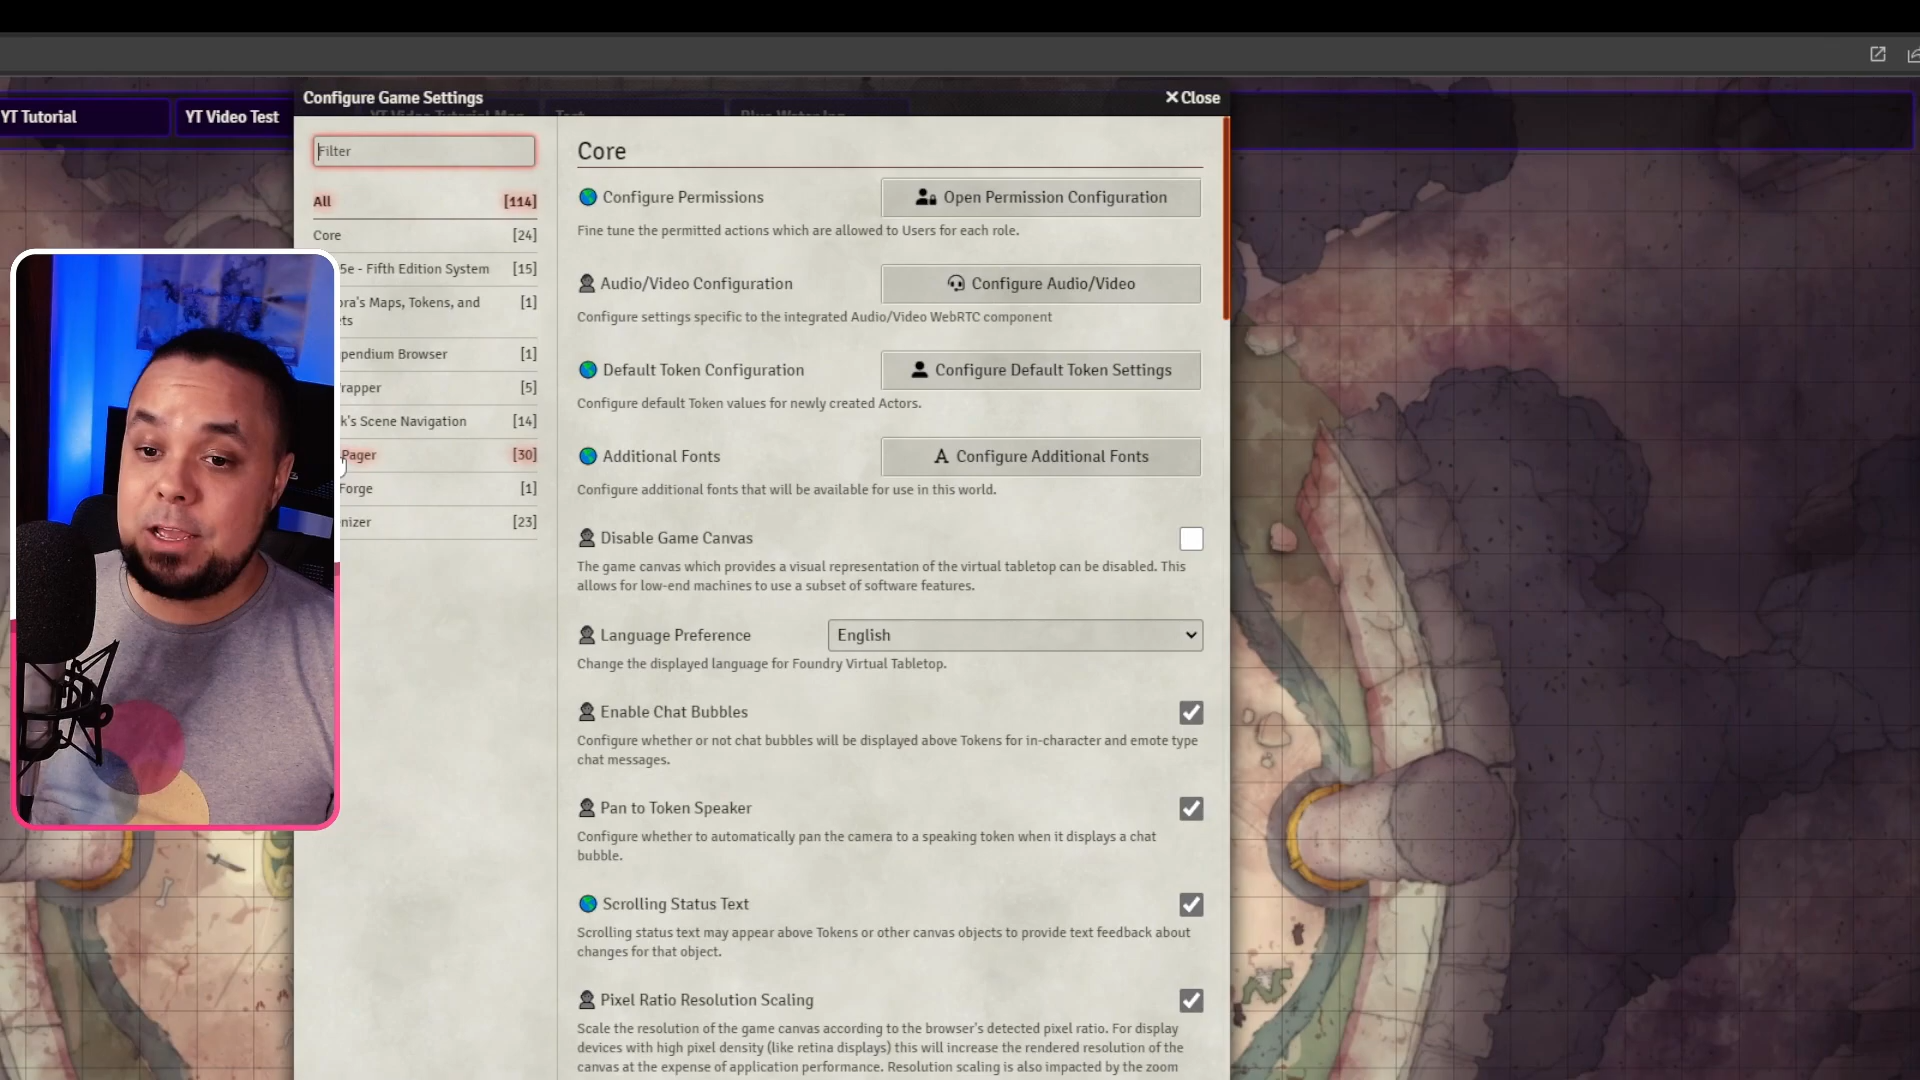 YT Tutorial
YT Video Test
Configure Game Settings
Close
Filter
All [114]
Core [24]
5e - Fifth Edition System [15]
ora's Maps, Tokens, and
ets
[1]
pendium Browser [1]
rapper [5]
k's Scene Navigation [14]
Pager [30]
Forge [1]
nizer [23]
Core
Configure Permissions
Open Permission Configuration
Fine tune the permitted actions which are allowed to Users for each role.
Audio/Video Configuration
Configure Audio/Video
Configure settings specific to the integrated Audio/Video WebRTC component
Default Token Configuration
Configure Default Token Settings
Configure default Token values for newly created Actors.
Additional Fonts
Configure Additional Fonts
Configure additional fonts that will be available for use in this world.
Disable Game Canvas
The game canvas which provides a visual representation of the virtual tabletop can be disabled. This
allows for low-end machines to use a subset of software features.
Language Preference
English
Change the displayed language for Foundry Virtual Tabletop.
Enable Chat Bubbles
Configure whether or not chat bubbles will be displayed above Tokens for in-character and emote type
chat messages.
Pan to Token Speaker
Configure whether to automatically pan the camera to a speaking token when it displays a chat
bubble.
Scrolling Status Text
Scrolling status text may appear above Tokens or other canvas objects to provide text feedback about
changes for that object.
Pixel Ratio Resolution Scaling
Scale the resolution of the game canvas according to the browser's detected pixel ratio. For display
devices with high pixel density (like retina displays) this will increase the rendered resolution of the
canvas at the expense of application performance. Resolution scaling is also impacted by the zoom